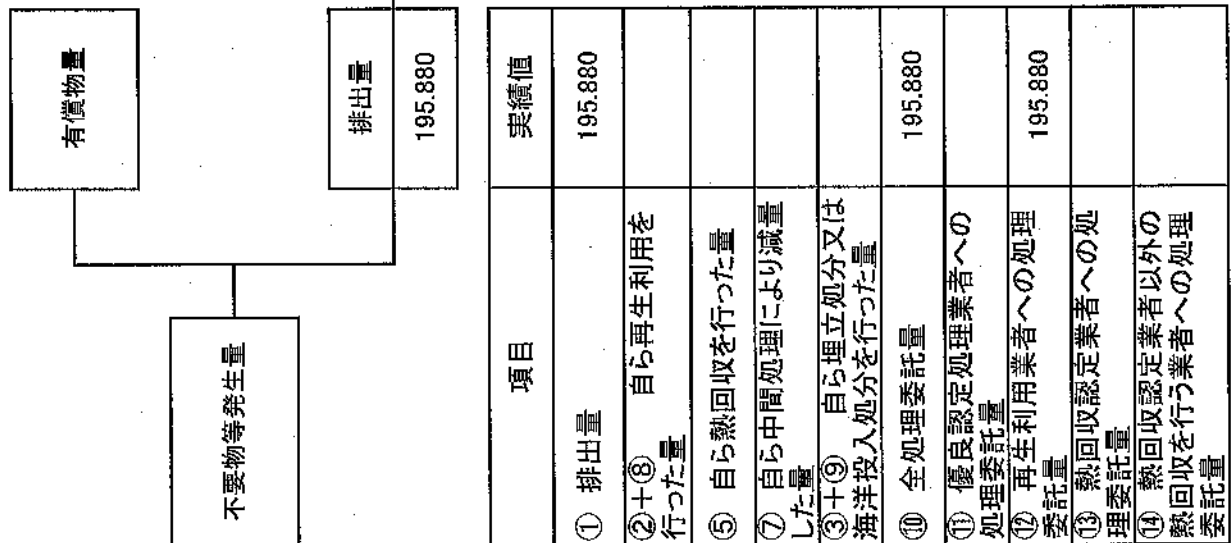 有償物量
不要物等発生量
排出量
195.880
項目
実績値
① 排出量
195.880
②+⑧ 自ら再生利用を
行った量
⑤ 自ら熱回収を行った量
⑦ 自ら中間処理により減量
した量
③+⑨ 自ら埋立処分又は
海洋投入処分を行った量
⑩ 全処理委託量
195.880
⑪ 優良認定処理業者への
処理委託量
⑫ 再生利用業者への処理
委託量
195.880
⑬ 熱回収認定業者への処
理委託量
⑭ 熱回収認定業者以外の
熱回収を行う業者への処理
委託量